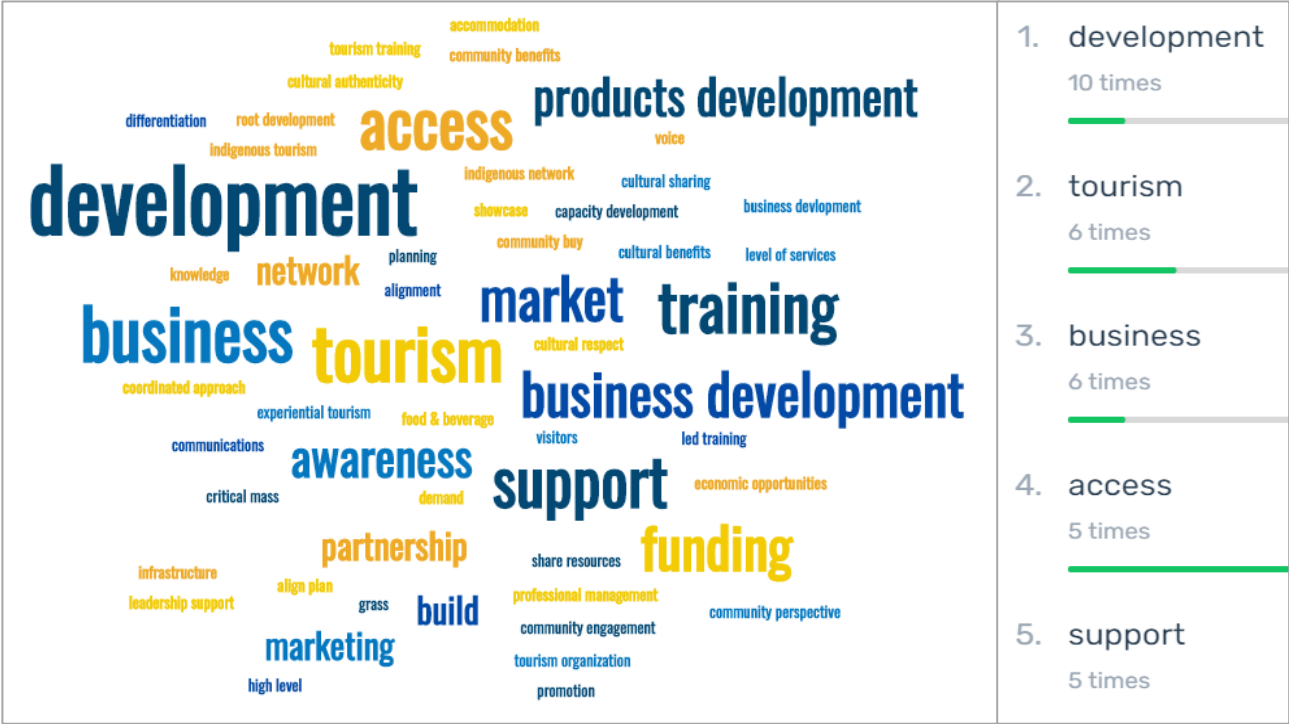 accommodation
tourism training
community benefits
cultural authenticity
products development
access
differentiation
root development
voice
indigenous tourism
development
indigenous network
cultural sharing
showcase
capacity development
business devlopment
community buy
planning
cultural benefits
level of services
knowledge
network
alignment
market
training
business
tourism
cultural respect
coordinated approach
business development
experiential tourism
food & beverage
communications
visitors
led training
awareness
support
critical mass
demand
economic opportunities
partnership
funding
share resources
infrastructure
align plan
leadership support
grass
build
professional management
community perspective
community engagement
marketing
tourism organization
high level
promotion
1. development
10 times
2. tourism
6 times
3. business
6 times
4. access
5 times
5. support
5 times